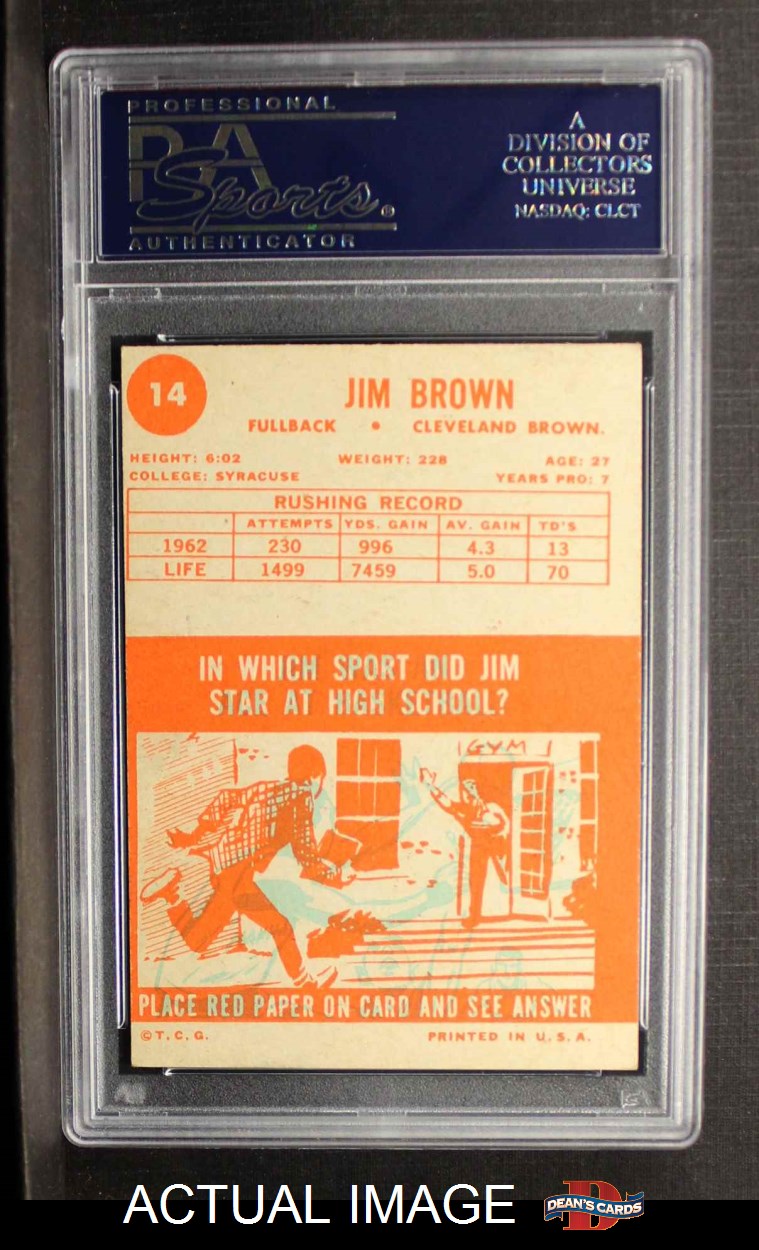 PROFESSIONAL
PSA
Sports®
AUTHENTICATOR
A
DIVISION OF
COLLECTORS
UNIVERSE
NASDAQ: CLCT
14
JIM BROWN
FULLBACK • CLEVELAND BROWN.
HEIGHT: 6:02 WEIGHT: 228 AGE: 27
COLLEGE: SYRACUSE YEARS PRO: 7
RUSHING RECORD
ATTEMPTS YDS. GAIN AV. GAIN TD'S
1962 230 996 4.3 13
LIFE 1499 7459 5.0 70
IN WHICH SPORT DID JIM
STAR AT HIGH SCHOOL?
GYM
PLACE RED PAPER ON CARD AND SEE ANSWER
©T.C.G. PRINTED IN U.S.A.
ACTUAL IMAGE
D
DEAN'S CARDS